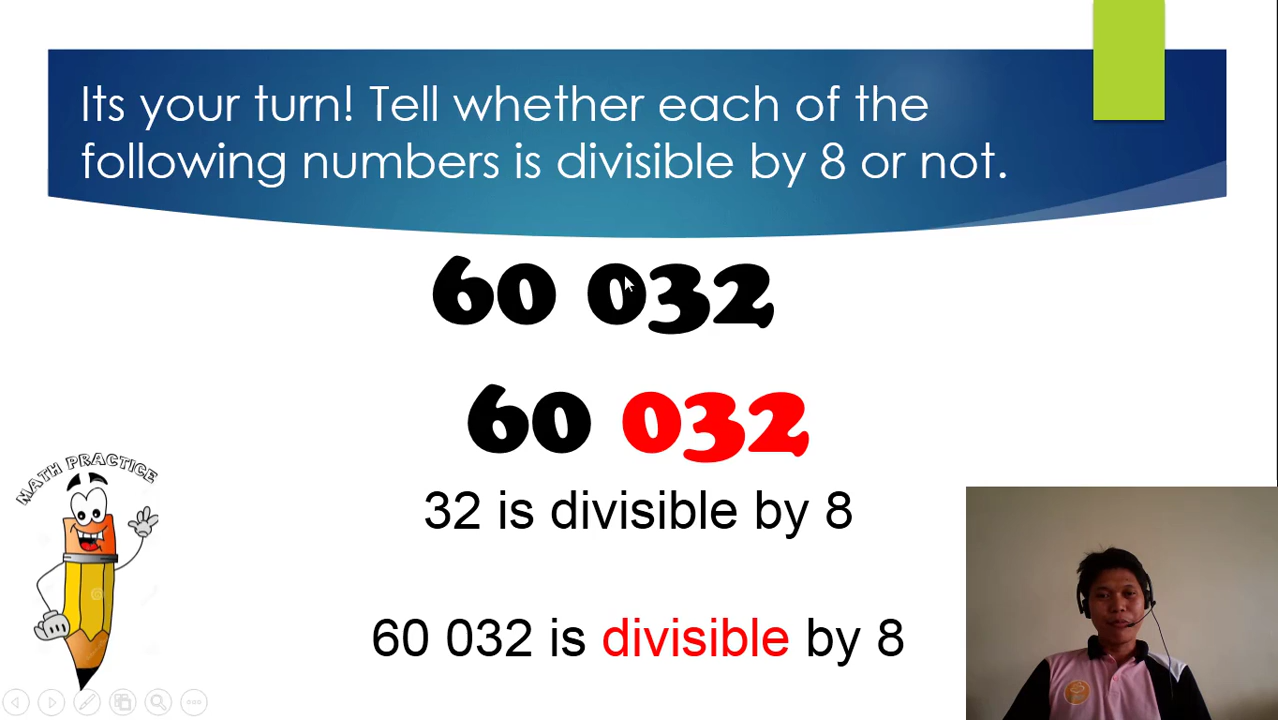 Its your turn! Tell whether each of the
following numbers is divisible by 8 or not.
60 032
60 032
32 is divisible by 8
MATH PRACTICE
60 032 is divisible by 8